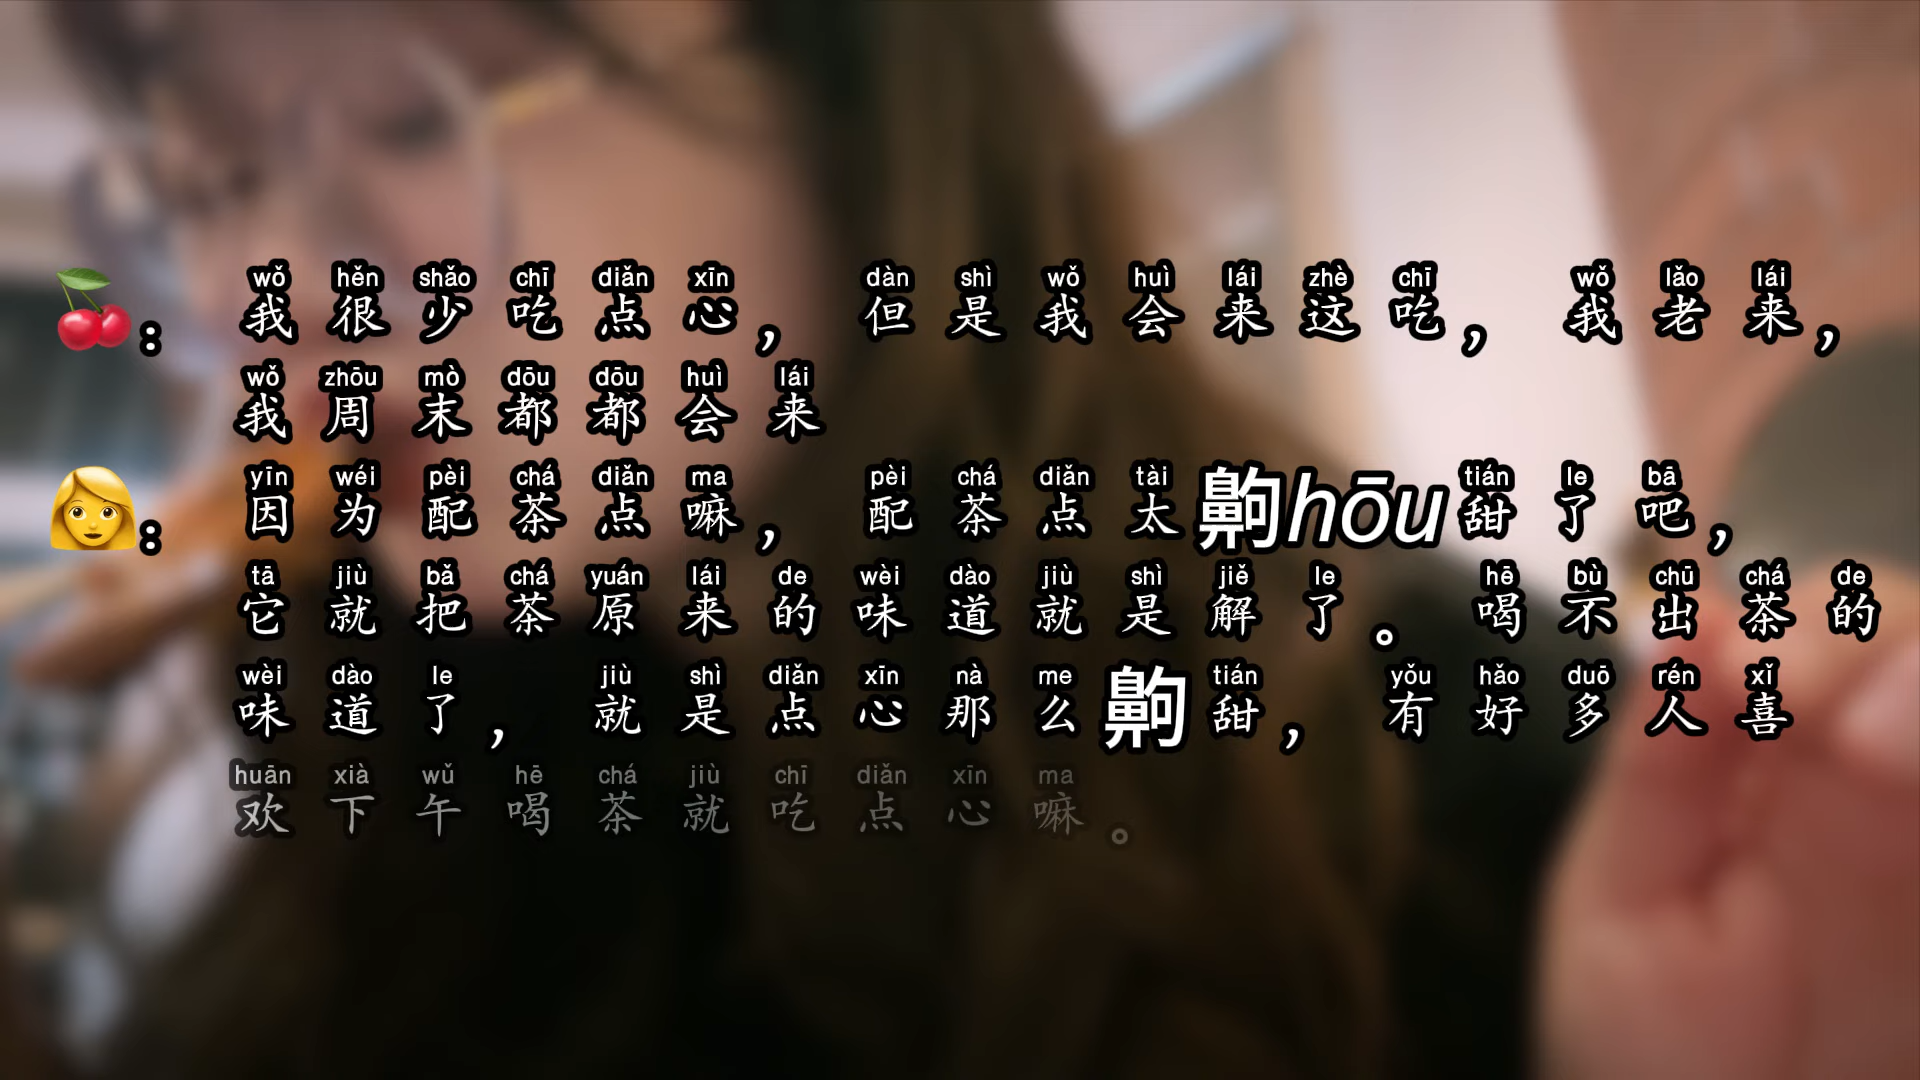 🍒： 我很少吃点心， 但是我会来这吃， 我老来，
wǒ hěn shǎo chī diǎn xīn dàn shì wǒ huì lái zhè chī wǒ lǎo lái
我周末都都会来
wǒ zhōu mò dōu dōu huì lái
👩： 因为配茶点嘛， 配茶点太齁hōu甜了吧，
yīn wéi pèi chá diǎn ma pèi chá diǎn tài tián le bā
它就把茶原来的味道就是解了。 喝不出茶的
tā jiù bǎ chá yuán lái de wèi dào jiù shì jiě le hē bù chū chá de
味道了， 就是点心那么齁甜， 有好多人喜
wèi dào le jiù shì diǎn xīn nà me tián yǒu hǎo duō rén xǐ
欢下午喝茶就吃点心嘛。
huān xià wǔ hē chá jiù chī diǎn xīn ma